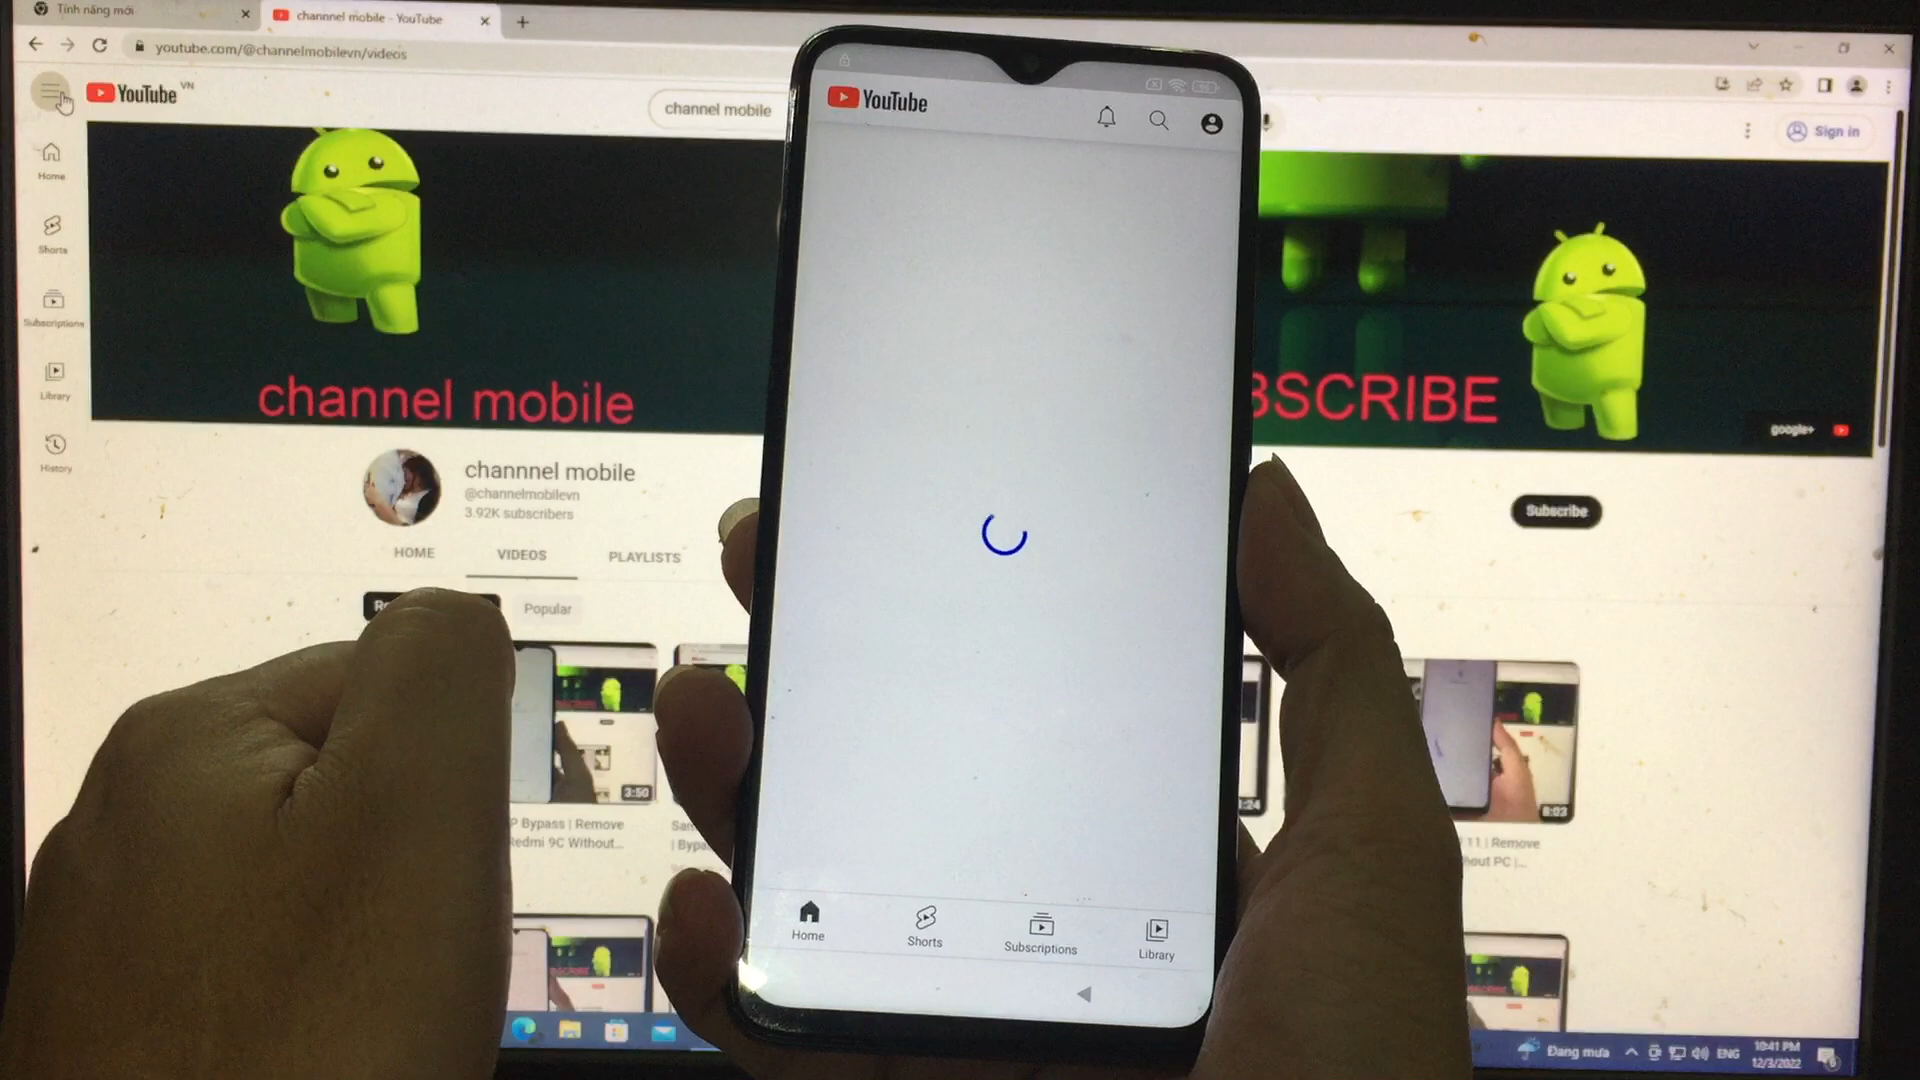 Tính năng mới
channnel mobile - YouTube
youtube.com/@channelmobilevn/videos
YouTube VN
channel mobile
Sign in
Home
Shorts
Subscriptions
Library
History
channel mobile
BSCRIBE
google+
channnel mobile
@channelmobilevn
3.92K subscribers
Subscribe
HOME
VIDEOS
PLAYLISTS
Popular
3:50
:24
8:03
P Bypass | Remove
Redmi 9C Without...
Sam
| Bypa
11 | Remove
hout PC |...
YouTube
Home
Shorts
Subscriptions
Library
Đang mưa
ENG
10:41 PM
12/3/2022